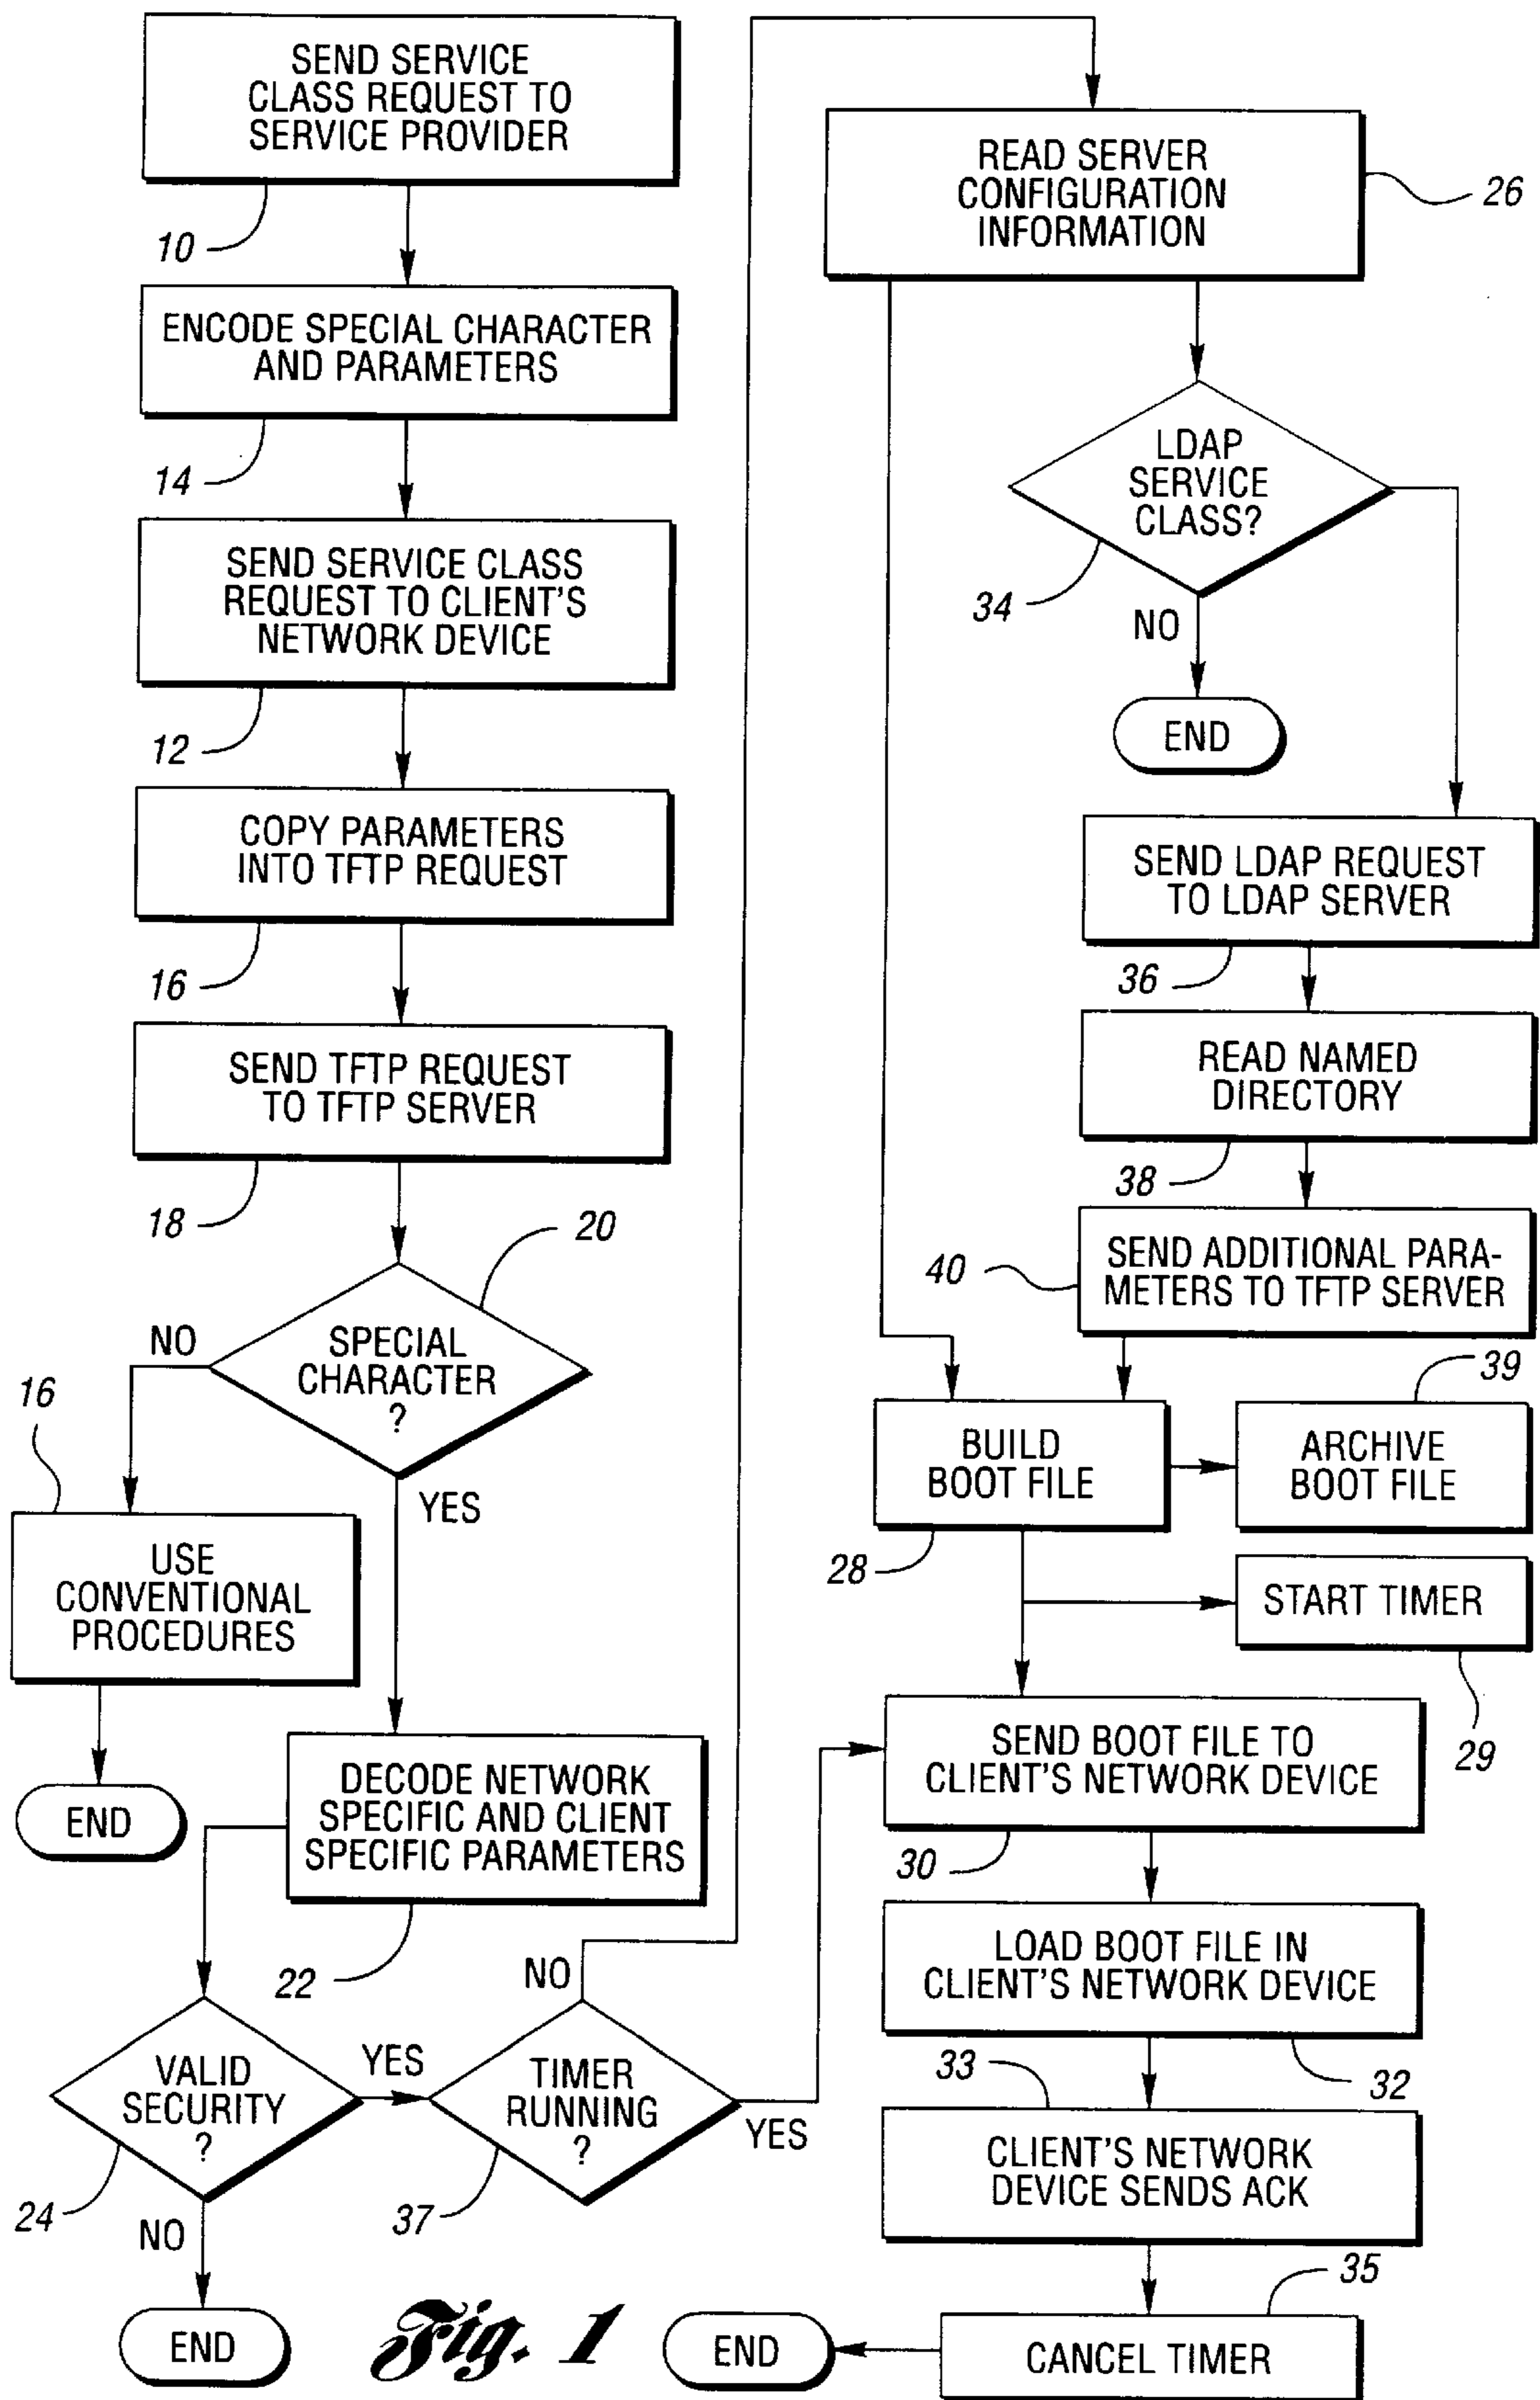 SEND SERVICE
CLASS REQUEST TO
SERVICE PROVIDER
10
ENCODE SPECIAL CHARACTER
AND PARAMETERS
14
SEND SERVICE CLASS
REQUEST TO CLIENT'S
NETWORK DEVICE
12
COPY PARAMETERS
INTO TFTP REQUEST
16
SEND TFTP REQUEST
TO TFTP SERVER
18
20
SPECIAL
CHARACTER
?
NO
YES
16
USE
CONVENTIONAL
PROCEDURES
END
DECODE NETWORK
SPECIFIC AND CLIENT
SPECIFIC PARAMETERS
22
VALID
SECURITY
?
24
YES
NO
END
TIMER
RUNNING
?
37
NO
YES
READ SERVER
CONFIGURATION
INFORMATION
26
LDAP
SERVICE
CLASS?
34
NO
END
SEND LDAP REQUEST
TO LDAP SERVER
36
READ NAMED
DIRECTORY
38
SEND ADDITIONAL PARA-
METERS TO TFTP SERVER
40
BUILD
BOOT FILE
28
39
ARCHIVE
BOOT FILE
START TIMER
29
SEND BOOT FILE TO
CLIENT'S NETWORK DEVICE
30
LOAD BOOT FILE IN
CLIENT'S NETWORK DEVICE
32
33
CLIENT'S NETWORK
DEVICE SENDS ACK
35
CANCEL TIMER
END
Fig. 1